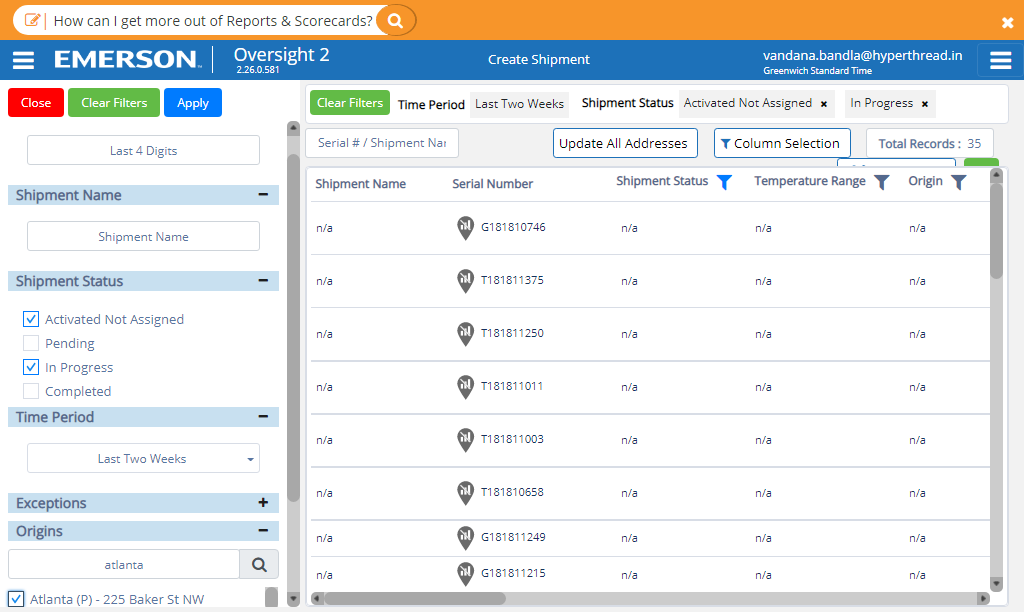 How can I get more out of Reports & Scorecards?
EMERSON Oversight 2
2.26.0.581
Create Shipment
vandana.bandla@hyperthread.in
Greenwich Standard Time
Close Clear Filters Apply
Last 4 Digits
Shipment Name
Shipment Name
Shipment Status
Activated Not Assigned
Pending
In Progress
Completed
Time Period
Last Two Weeks
Exceptions
Origins
atlanta
Atlanta (P) - 225 Baker St NW
Clear Filters Time Period Last Two Weeks Shipment Status Activated Not Assigned × In Progress ×
Serial # / Shipment Nar Update All Addresses Column Selection Total Records : 35
Shipment Name Serial Number Shipment Status Temperature Range Origin
n/a G181810746 n/a n/a n/a
n/a T181811375 n/a n/a n/a
n/a T181811250 n/a n/a n/a
n/a T181811011 n/a n/a n/a
n/a T181811003 n/a n/a n/a
n/a T181810658 n/a n/a n/a
n/a G181811249 n/a n/a n/a
n/a G181811215 n/a n/a n/a